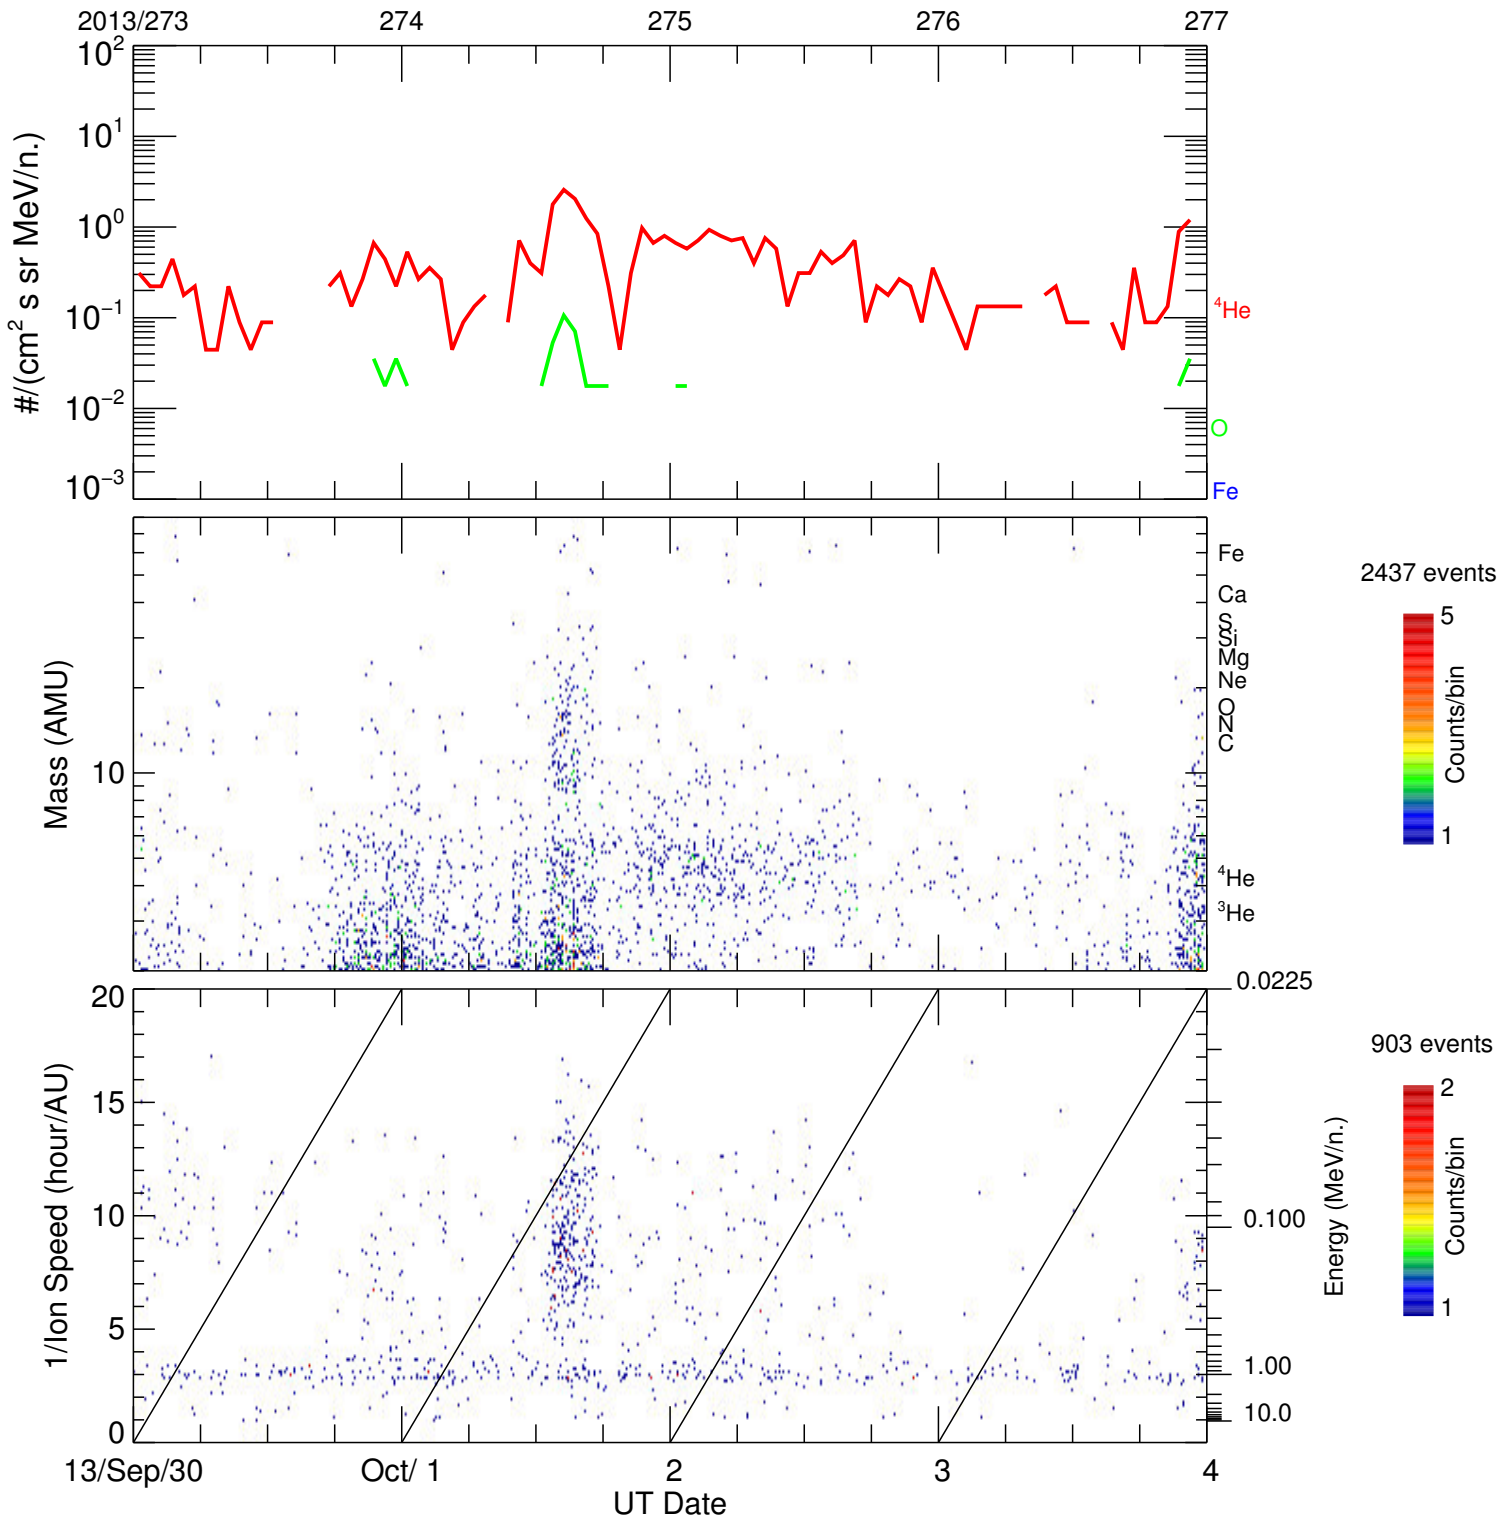 2013/273 274 275 276 277
10²
10¹
10⁰
10⁻¹
10⁻²
10⁻³
#/(cm² s sr MeV/n.)
⁴He
O
Fe
Mass (AMU)
10
Fe
Ca
S
Si
Mg
Ne
O
N
C
⁴He
³He
2437 events
5
Counts/bin
1
1/Ion Speed (hour/AU)
20
15
10
5
0
0.0225
0.100
1.00
10.0
Energy (MeV/n.)
903 events
2
Counts/bin
1
13/Sep/30 Oct/ 1 2 3 4
UT Date